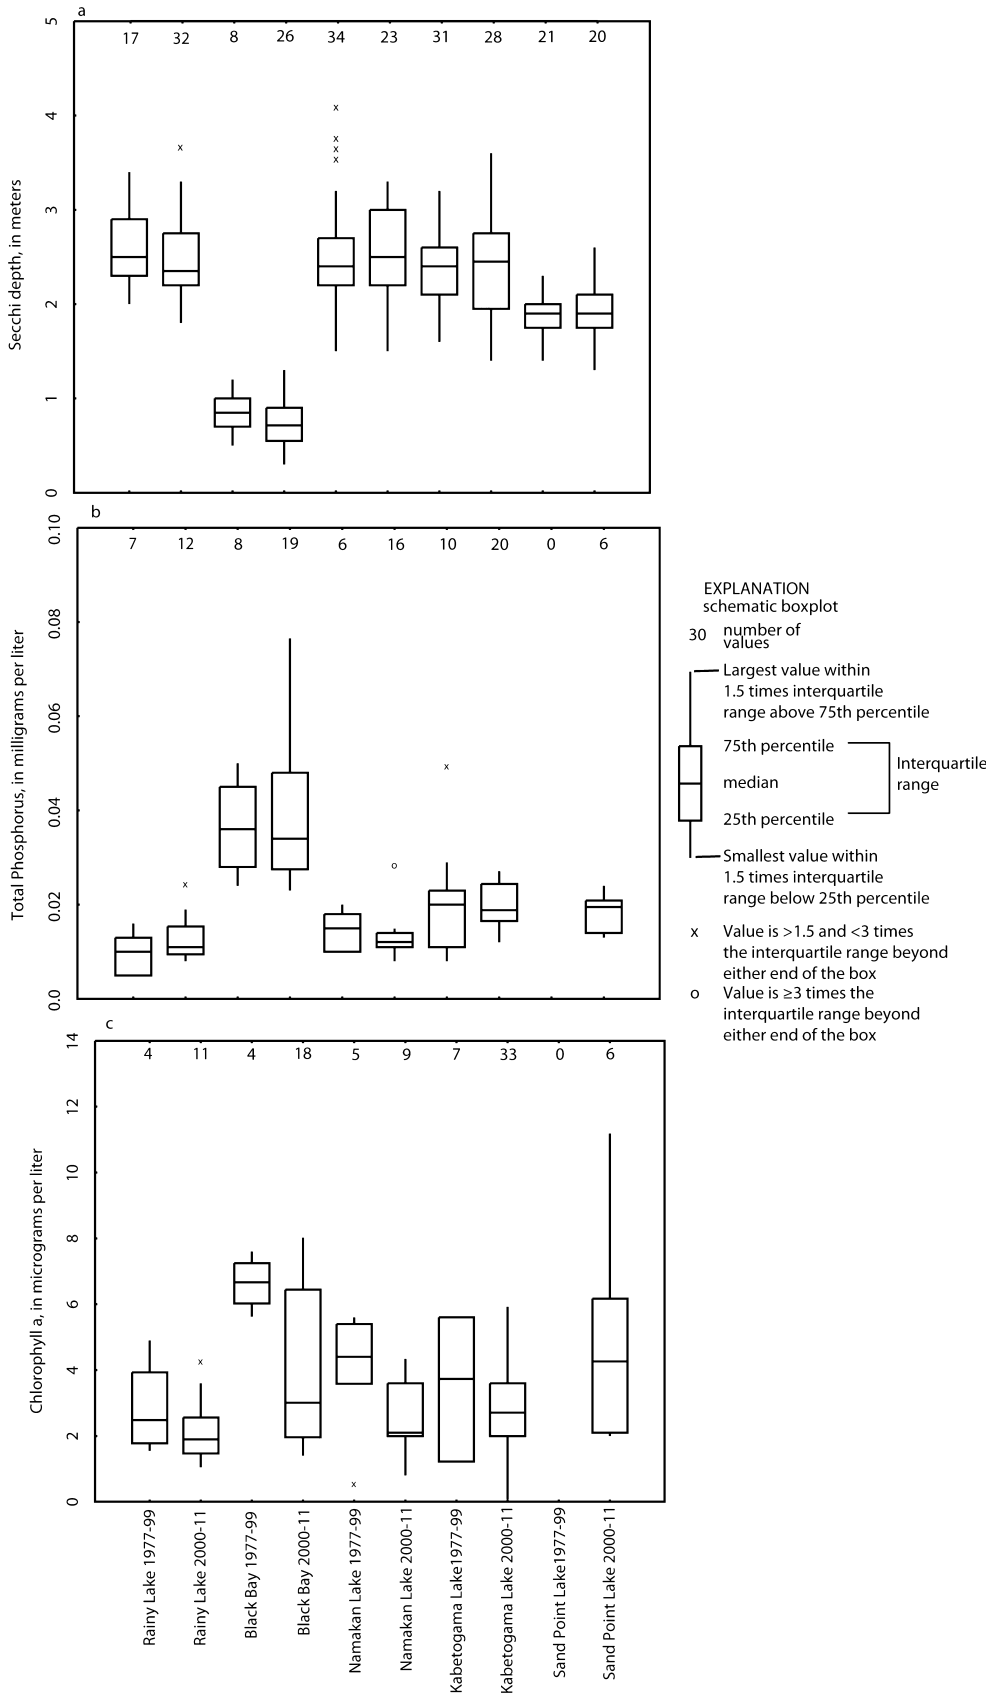 a
17 32 8 26 34 23 31 28 21 20
5
4
3
2
1
0
Secchi depth, in meters
x
x
x
x
x
b
7 12 8 19 6 16 10 20 0 6
0.10
0.08
0.06
0.04
0.02
0.0
Total Phosphorus, in milligrams per liter
x
o
x
EXPLANATION
schematic boxplot
30 number of
values
Largest value within
1.5 times interquartile
range above 75th percentile
75th percentile
median
25th percentile
Interquartile
range
Smallest value within
1.5 times interquartile
range below 25th percentile
x Value is >1.5 and <3 times
the interquartile range beyond
either end of the box
o Value is ≥3 times the
interquartile range beyond
either end of the box
c
4 11 4 18 5 9 7 33 0 6
14
12
10
8
6
4
2
0
Chlorophyll a, in micrograms per liter
x
x
Rainy Lake 1977-99
Rainy Lake 2000-11
Black Bay 1977-99
Black Bay 2000-11
Namakan Lake 1977-99
Namakan Lake 2000-11
Kabetogama Lake1977-99
Kabetogama Lake 2000-11
Sand Point Lake1977-99
Sand Point Lake 2000-11